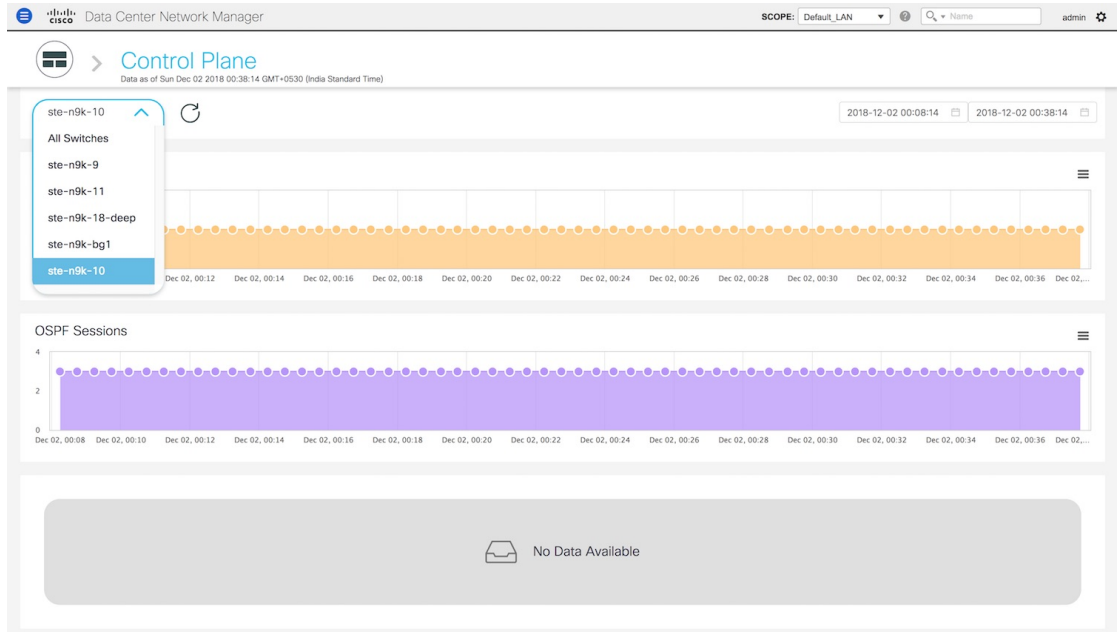 cisco Data Center Network Manager SCOPE: Default_LAN Name admin
Control Plane
Data as of Sun Dec 02 2018 00:38:14 GMT+0530 (India Standard Time)
ste-n9k-10 2018-12-02 00:08:14 2018-12-02 00:38:14
All Switches
ste-n9k-9
ste-n9k-11
ste-n9k-18-deep
ste-n9k-bg1
ste-n9k-10
Dec 02, 00:12 Dec 02, 00:14 Dec 02, 00:16 Dec 02, 00:18 Dec 02, 00:20 Dec 02, 00:22 Dec 02, 00:24 Dec 02, 00:26 Dec 02, 00:28 Dec 02, 00:30 Dec 02, 00:32 Dec 02, 00:34 Dec 02, 00:36 Dec 02,...
OSPF Sessions
4
2
0
Dec 02, 00:08 Dec 02, 00:10 Dec 02, 00:12 Dec 02, 00:14 Dec 02, 00:16 Dec 02, 00:18 Dec 02, 00:20 Dec 02, 00:22 Dec 02, 00:24 Dec 02, 00:26 Dec 02, 00:28 Dec 02, 00:30 Dec 02, 00:32 Dec 02, 00:34 Dec 02, 00:36 Dec 02,...
No Data Available